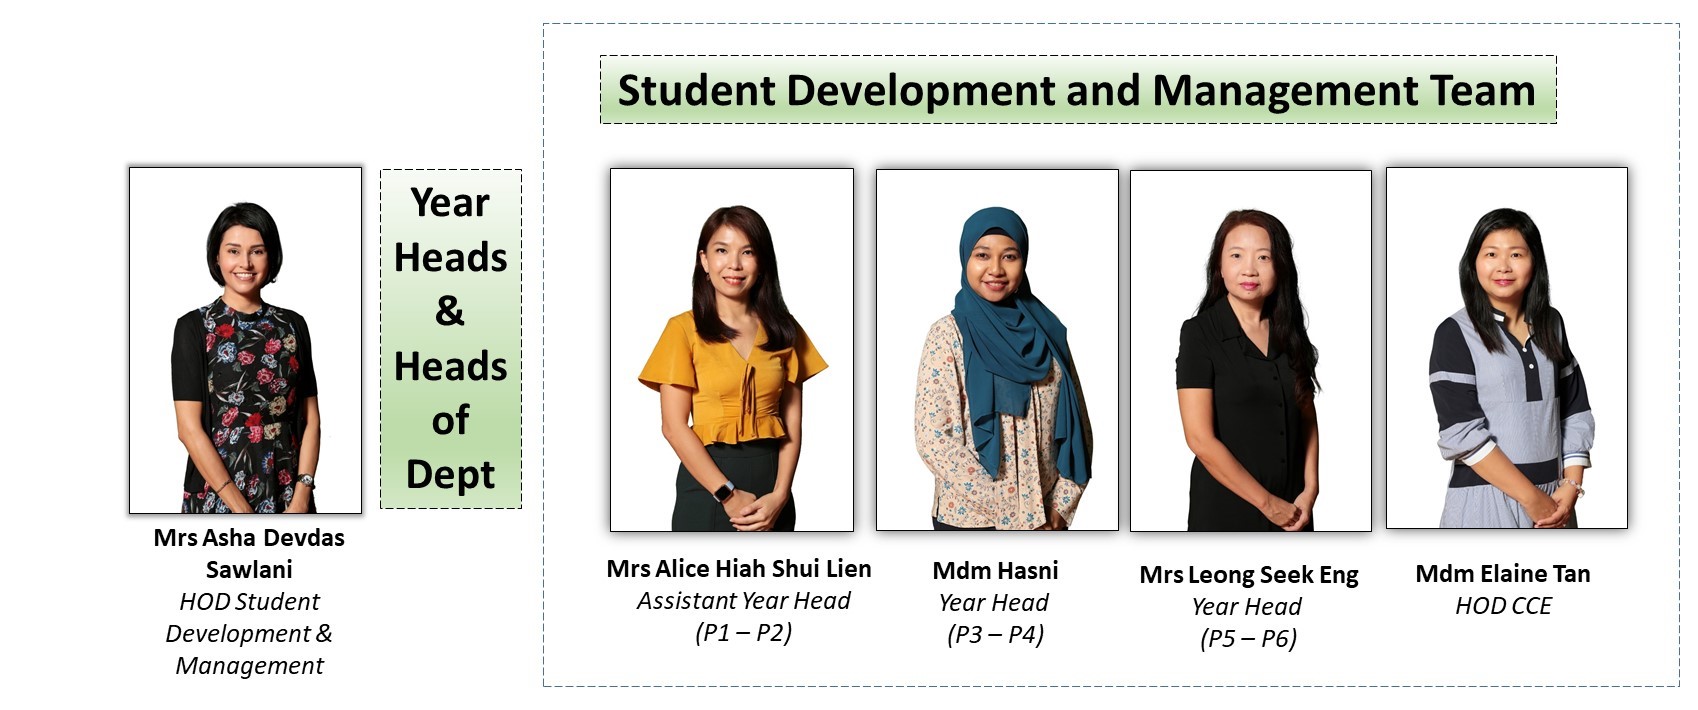 Student Development and Management Team
Year
Heads
&
Heads
of
Dept
Mrs Asha Devdas
Sawlani
HOD Student
Development &
Management
Mrs Alice Hiah Shui Lien
Assistant Year Head
(P1 – P2)
Mdm Hasni
Year Head
(P3 – P4)
Mrs Leong Seek Eng
Year Head
(P5 – P6)
Mdm Elaine Tan
HOD CCE